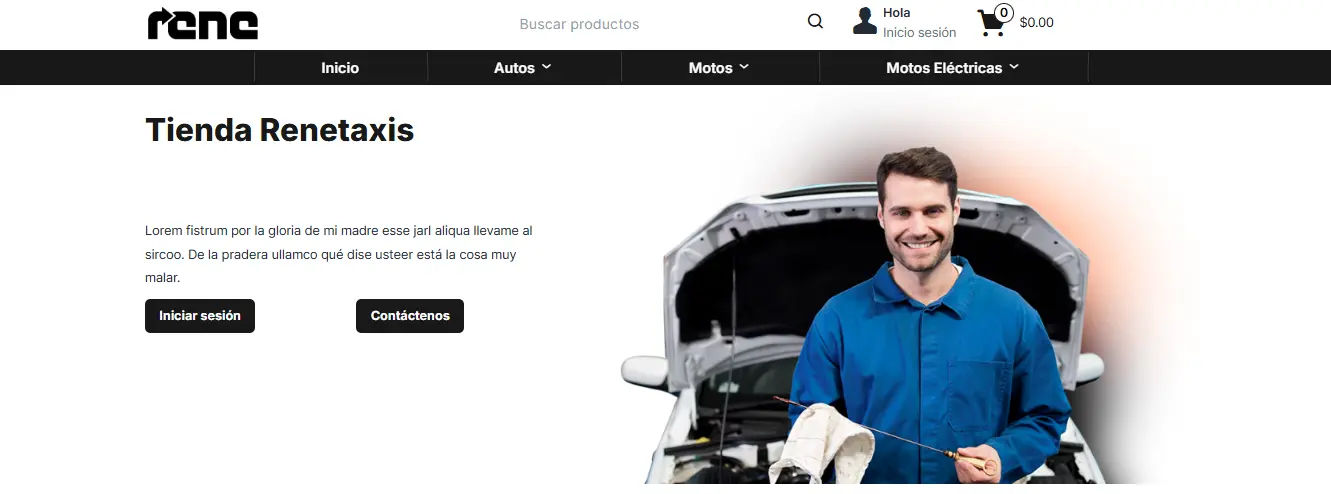 rene
Buscar productos
Hola
Inicio sesión
0
$0.00
Inicio
Autos
Motos
Motos Eléctricas
Tienda Renetaxis
Lorem fistrum por la gloria de mi madre esse jarl aliqua llevame al
sircoo. De la pradera ullamco qué dise usteer está la cosa muy
malar.
Iniciar sesión
Contáctenos